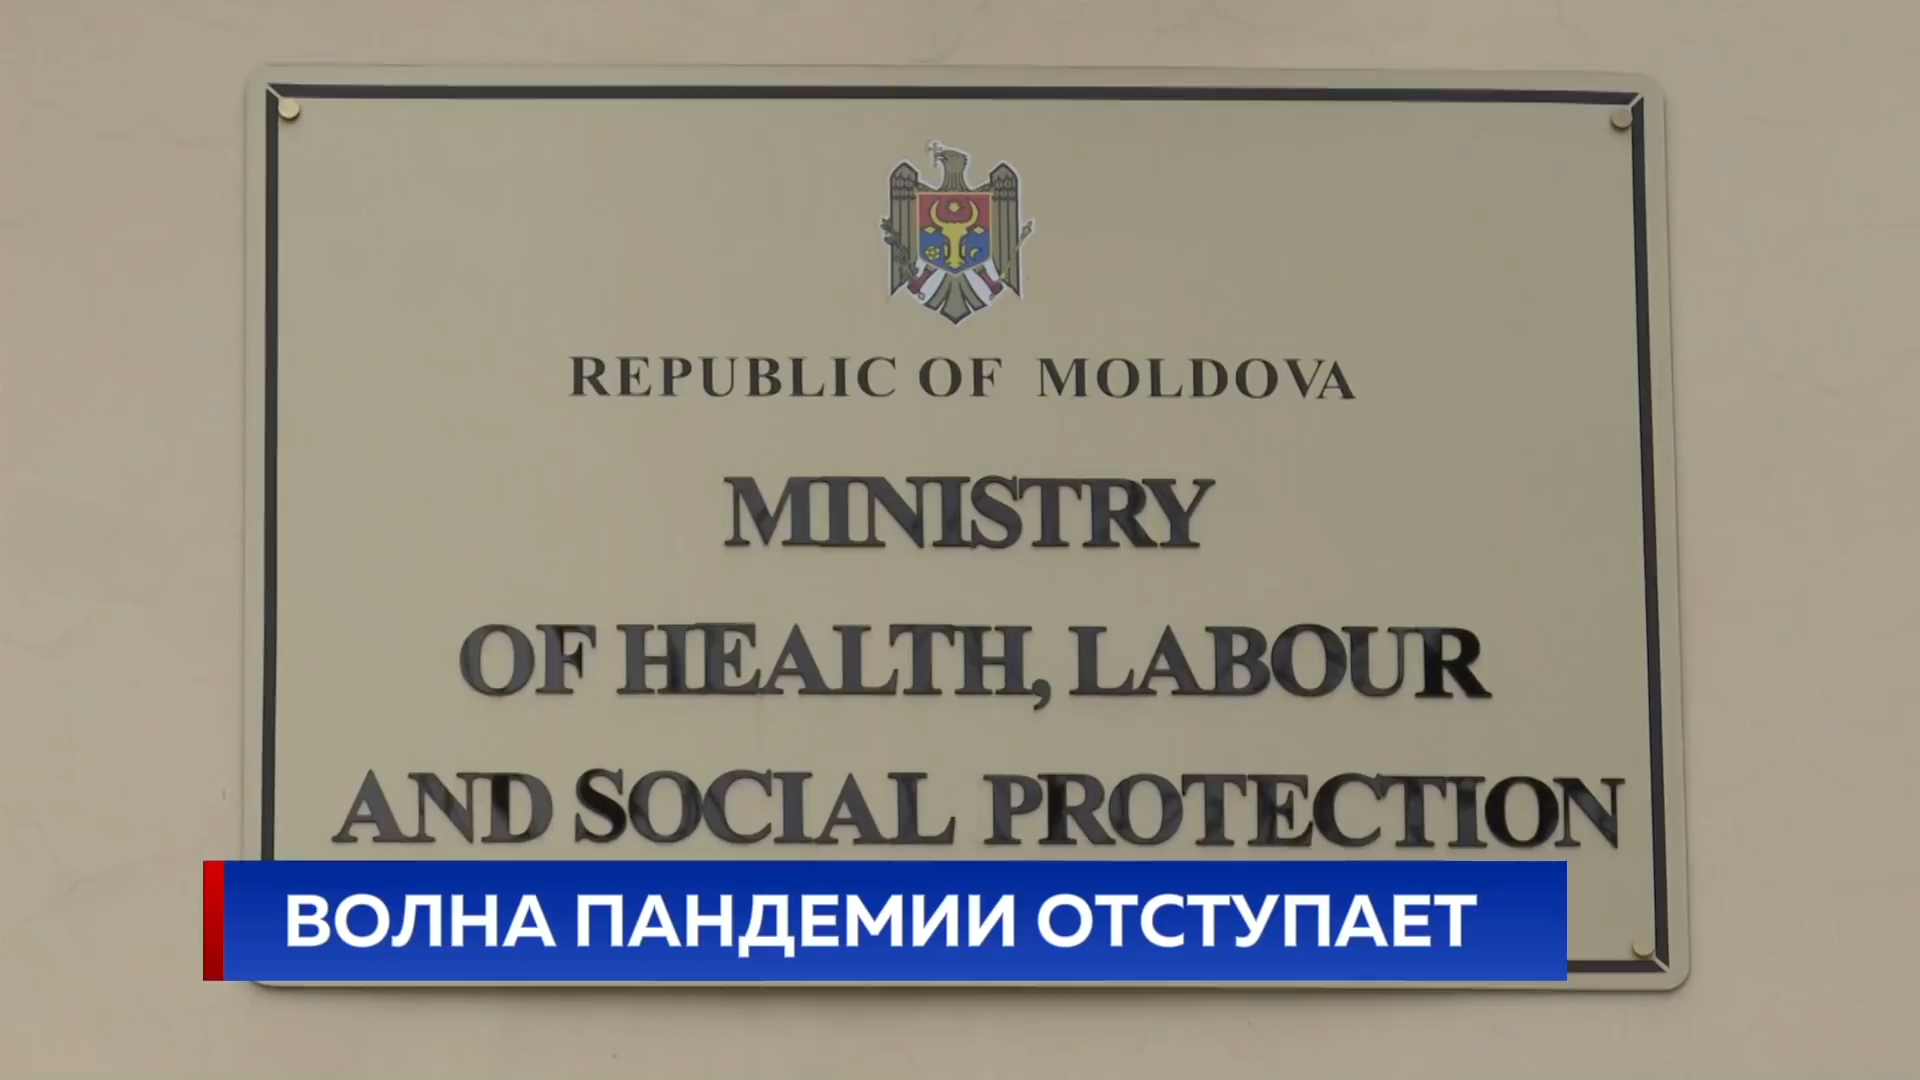 REPUBLIC OF MOLDOVA
MINISTRY
OF HEALTH, LABOUR
AND SOCIAL PROTECTION
ВОЛНА ПАНДЕМИИ ОТСТУПАЕТ